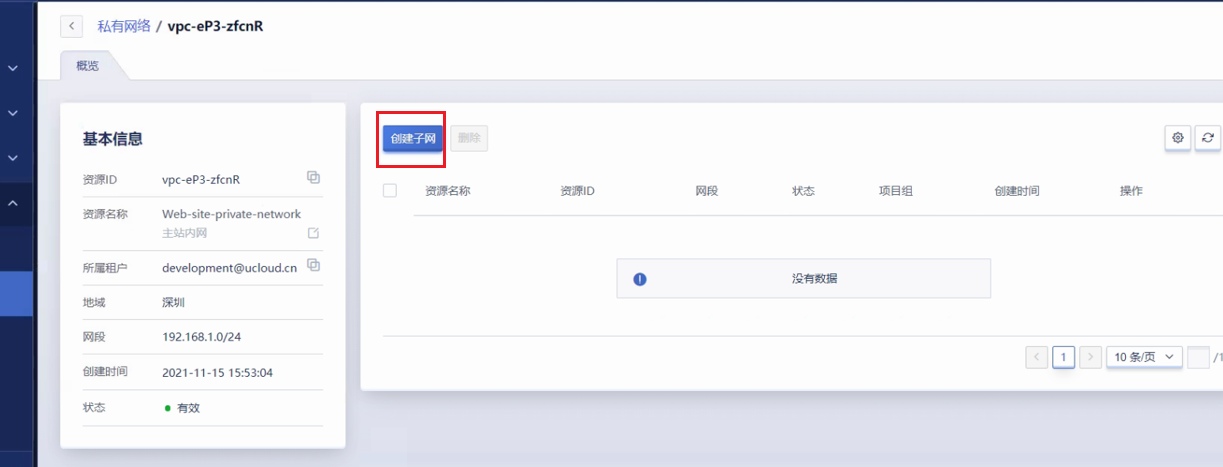 私有网络 / vpc-eP3-zfcnR
概览
基本信息
资源ID vpc-eP3-zfcnR
资源名称 Web-site-private-network
主站内网
所属租户 development@ucloud.cn
地域 深圳
网段 192.168.1.0/24
创建时间 2021-11-15 15:53:04
状态 有效
创建子网 删除
资源名称 资源ID 网段 状态 项目组 创建时间 操作
没有数据
1 10 条/页 /1